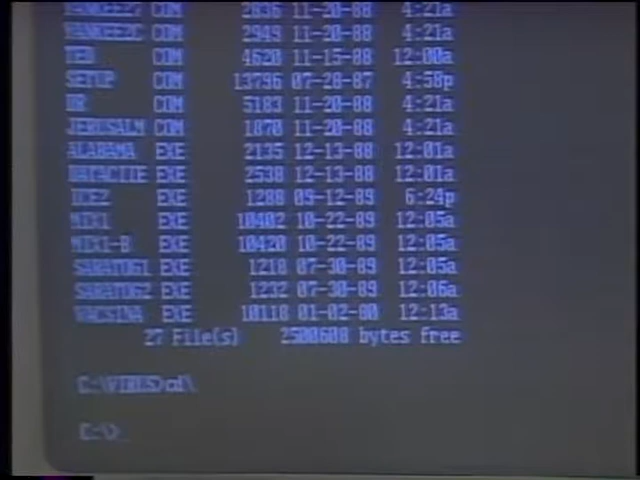 YANKEE2C COM 2949 11-20-88 4:21a
TED COM 4620 11-15-88 12:00a
SETUP COM 13796 07-28-87 4:58p
COM 5183 11-20-88 4:21a
JERUSALM COM 1870 11-20-88 4:21a
ALABAMA EXE 2135 12-13-88 12:01a
DATACIIE EXE 2538 12-13-88 12:01a
ICE2 EXE 1280 09-12-89 6:24p
MIX1 EXE 10402 10-22-89 12:05a
MIX1-B EXE 10420 10-22-89 12:05a
SARATOG1 EXE 1218 07-30-89 12:05a
SARATOG2 EXE 1232 07-30-89 12:06a
VACSINA EXE 10118 01-02-80 12:13a
27 File(s) 2500608 bytes free
C:\VIRUS>cd\
C:\>